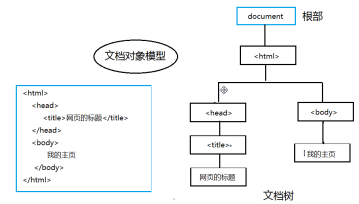 document
根部
文档对象模型
<html>
<html>
<head>
<title>网页的标题</title>
</head>
<body>
我的主页
</body>
</html>
<head>
<body>
<title>
我的主页
网页的标题
文档树